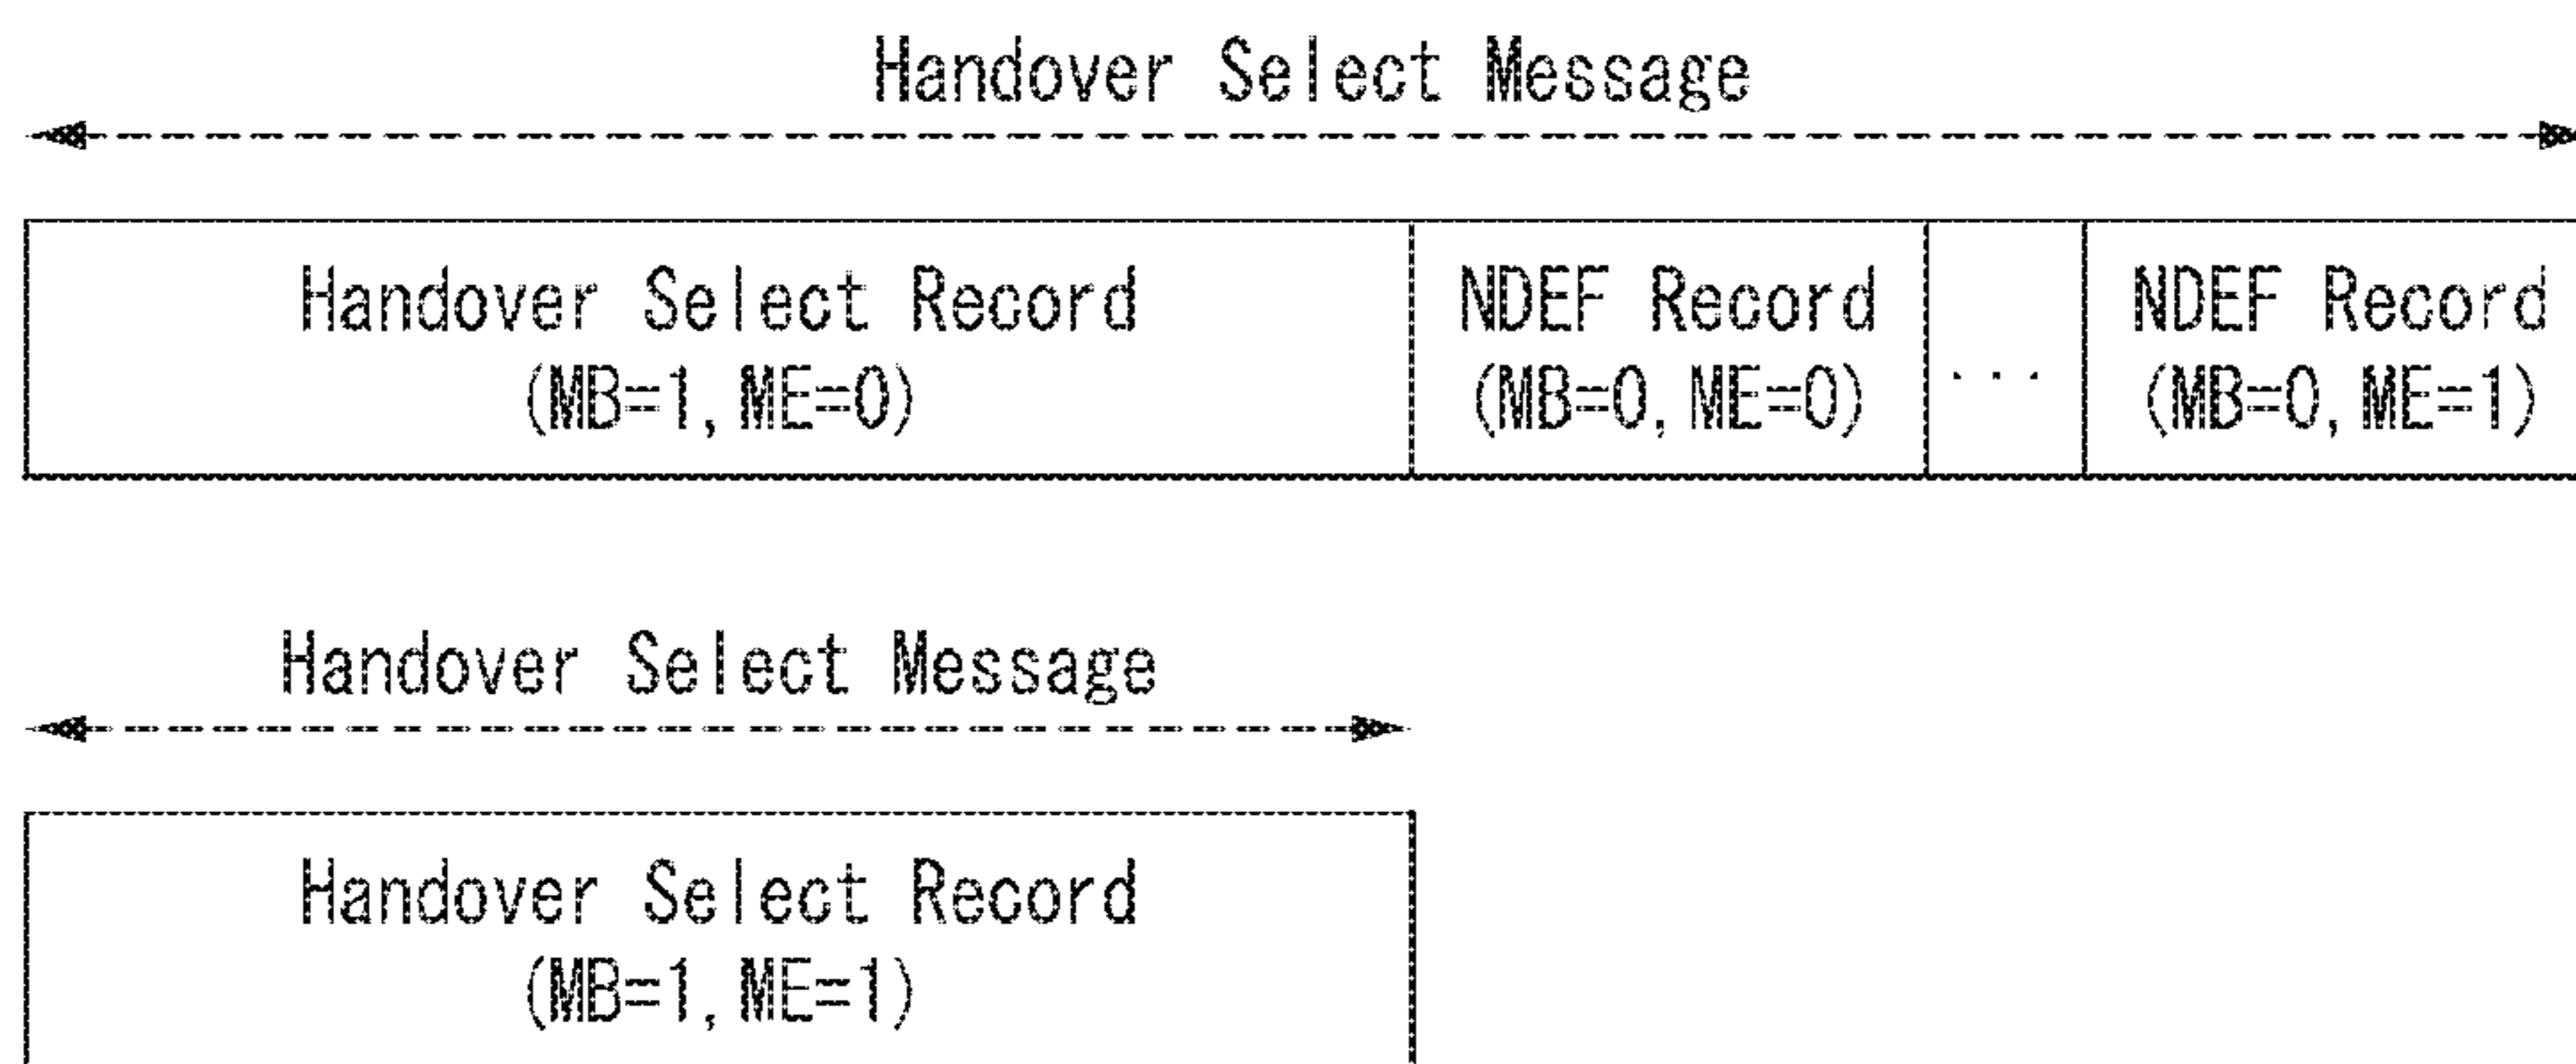 Handover Select Message
Handover Select Record NDEF Record NDEF Record
(MB=1, ME=0) (MB=0, ME=0) ... (MB=0, ME=1)
Handover Select Message
Handover Select Record
(MB=1, ME=1)